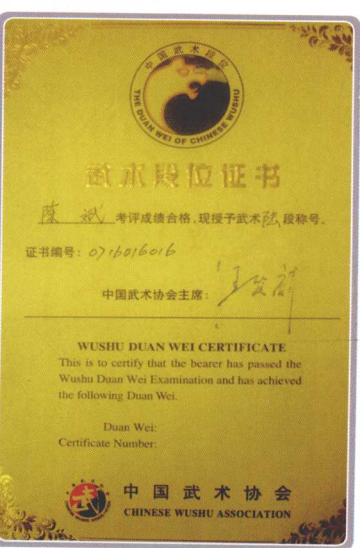 中国武术段位
THE DUAN WEI OF CHINESE WUSHU
武术段位证书
陈斌 考评成绩合格，现授予武术陆段称号。
证书编号：0716016016
中国武术协会主席：
WUSHU DUAN WEI CERTIFICATE
This is to certify that the bearer has passed the
Wushu Duan Wei Examination and has achieved
the following Duan Wei.
Duan Wei:
Certificate Number:
中国武术协会
CHINESE WUSHU ASSOCIATION